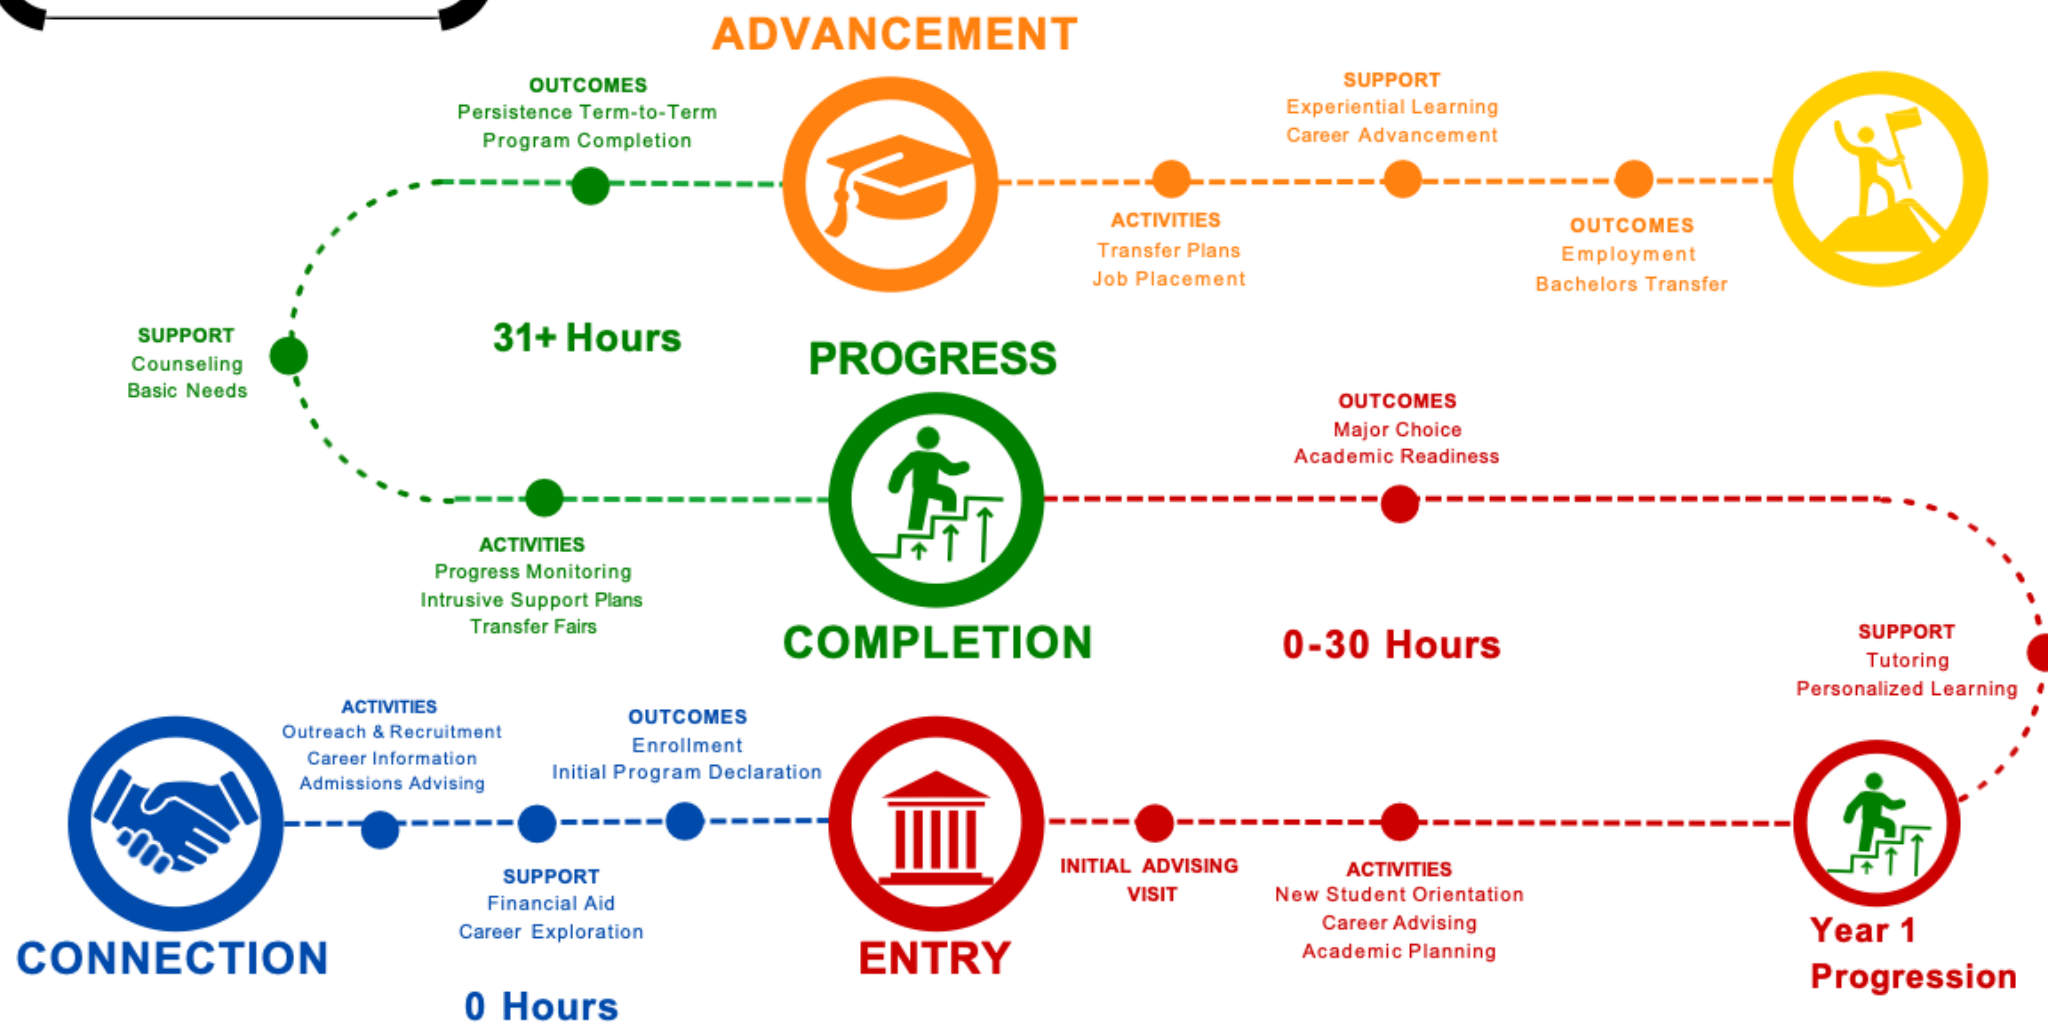 ADVANCEMENT
OUTCOMES
Persistence Term-to-Term
Program Completion
SUPPORT
Experiential Learning
Career Advancement
ACTIVITIES
Transfer Plans
Job Placement
OUTCOMES
Employment
Bachelors Transfer
SUPPORT
Counseling
Basic Needs
31+ Hours
PROGRESS
OUTCOMES
Major Choice
Academic Readiness
ACTIVITIES
Progress Monitoring
Intrusive Support Plans
Transfer Fairs
COMPLETION
0-30 Hours
SUPPORT
Tutoring
Personalized Learning
ACTIVITIES
Outreach & Recruitment
Career Information
Admissions Advising
OUTCOMES
Enrollment
Initial Program Declaration
SUPPORT
Financial Aid
Career Exploration
INITIAL ADVISING
VISIT
ACTIVITIES
New Student Orientation
Career Advising
Academic Planning
Year 1
Progression
CONNECTION
ENTRY
0 Hours